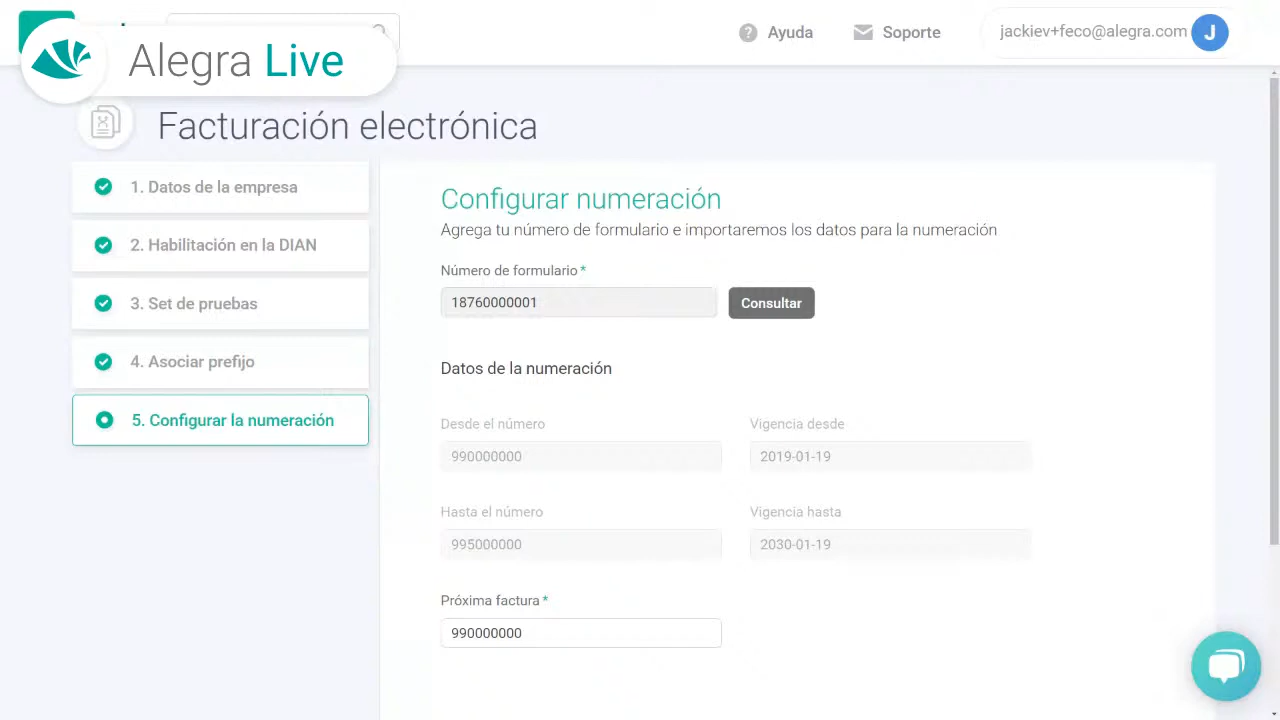 Alegra Live
Ayuda
Soporte
jackiev+feco@alegra.com
J
Facturación electrónica
1. Datos de la empresa
2. Habilitación en la DIAN
3. Set de pruebas
4. Asociar prefijo
5. Configurar la numeración
Configurar numeración
Agrega tu número de formulario e importaremos los datos para la numeración
Número de formulario *
18760000001
Consultar
Datos de la numeración
Desde el número
Vigencia desde
990000000
2019-01-19
Hasta el número
Vigencia hasta
995000000
2030-01-19
Próxima factura *
990000000